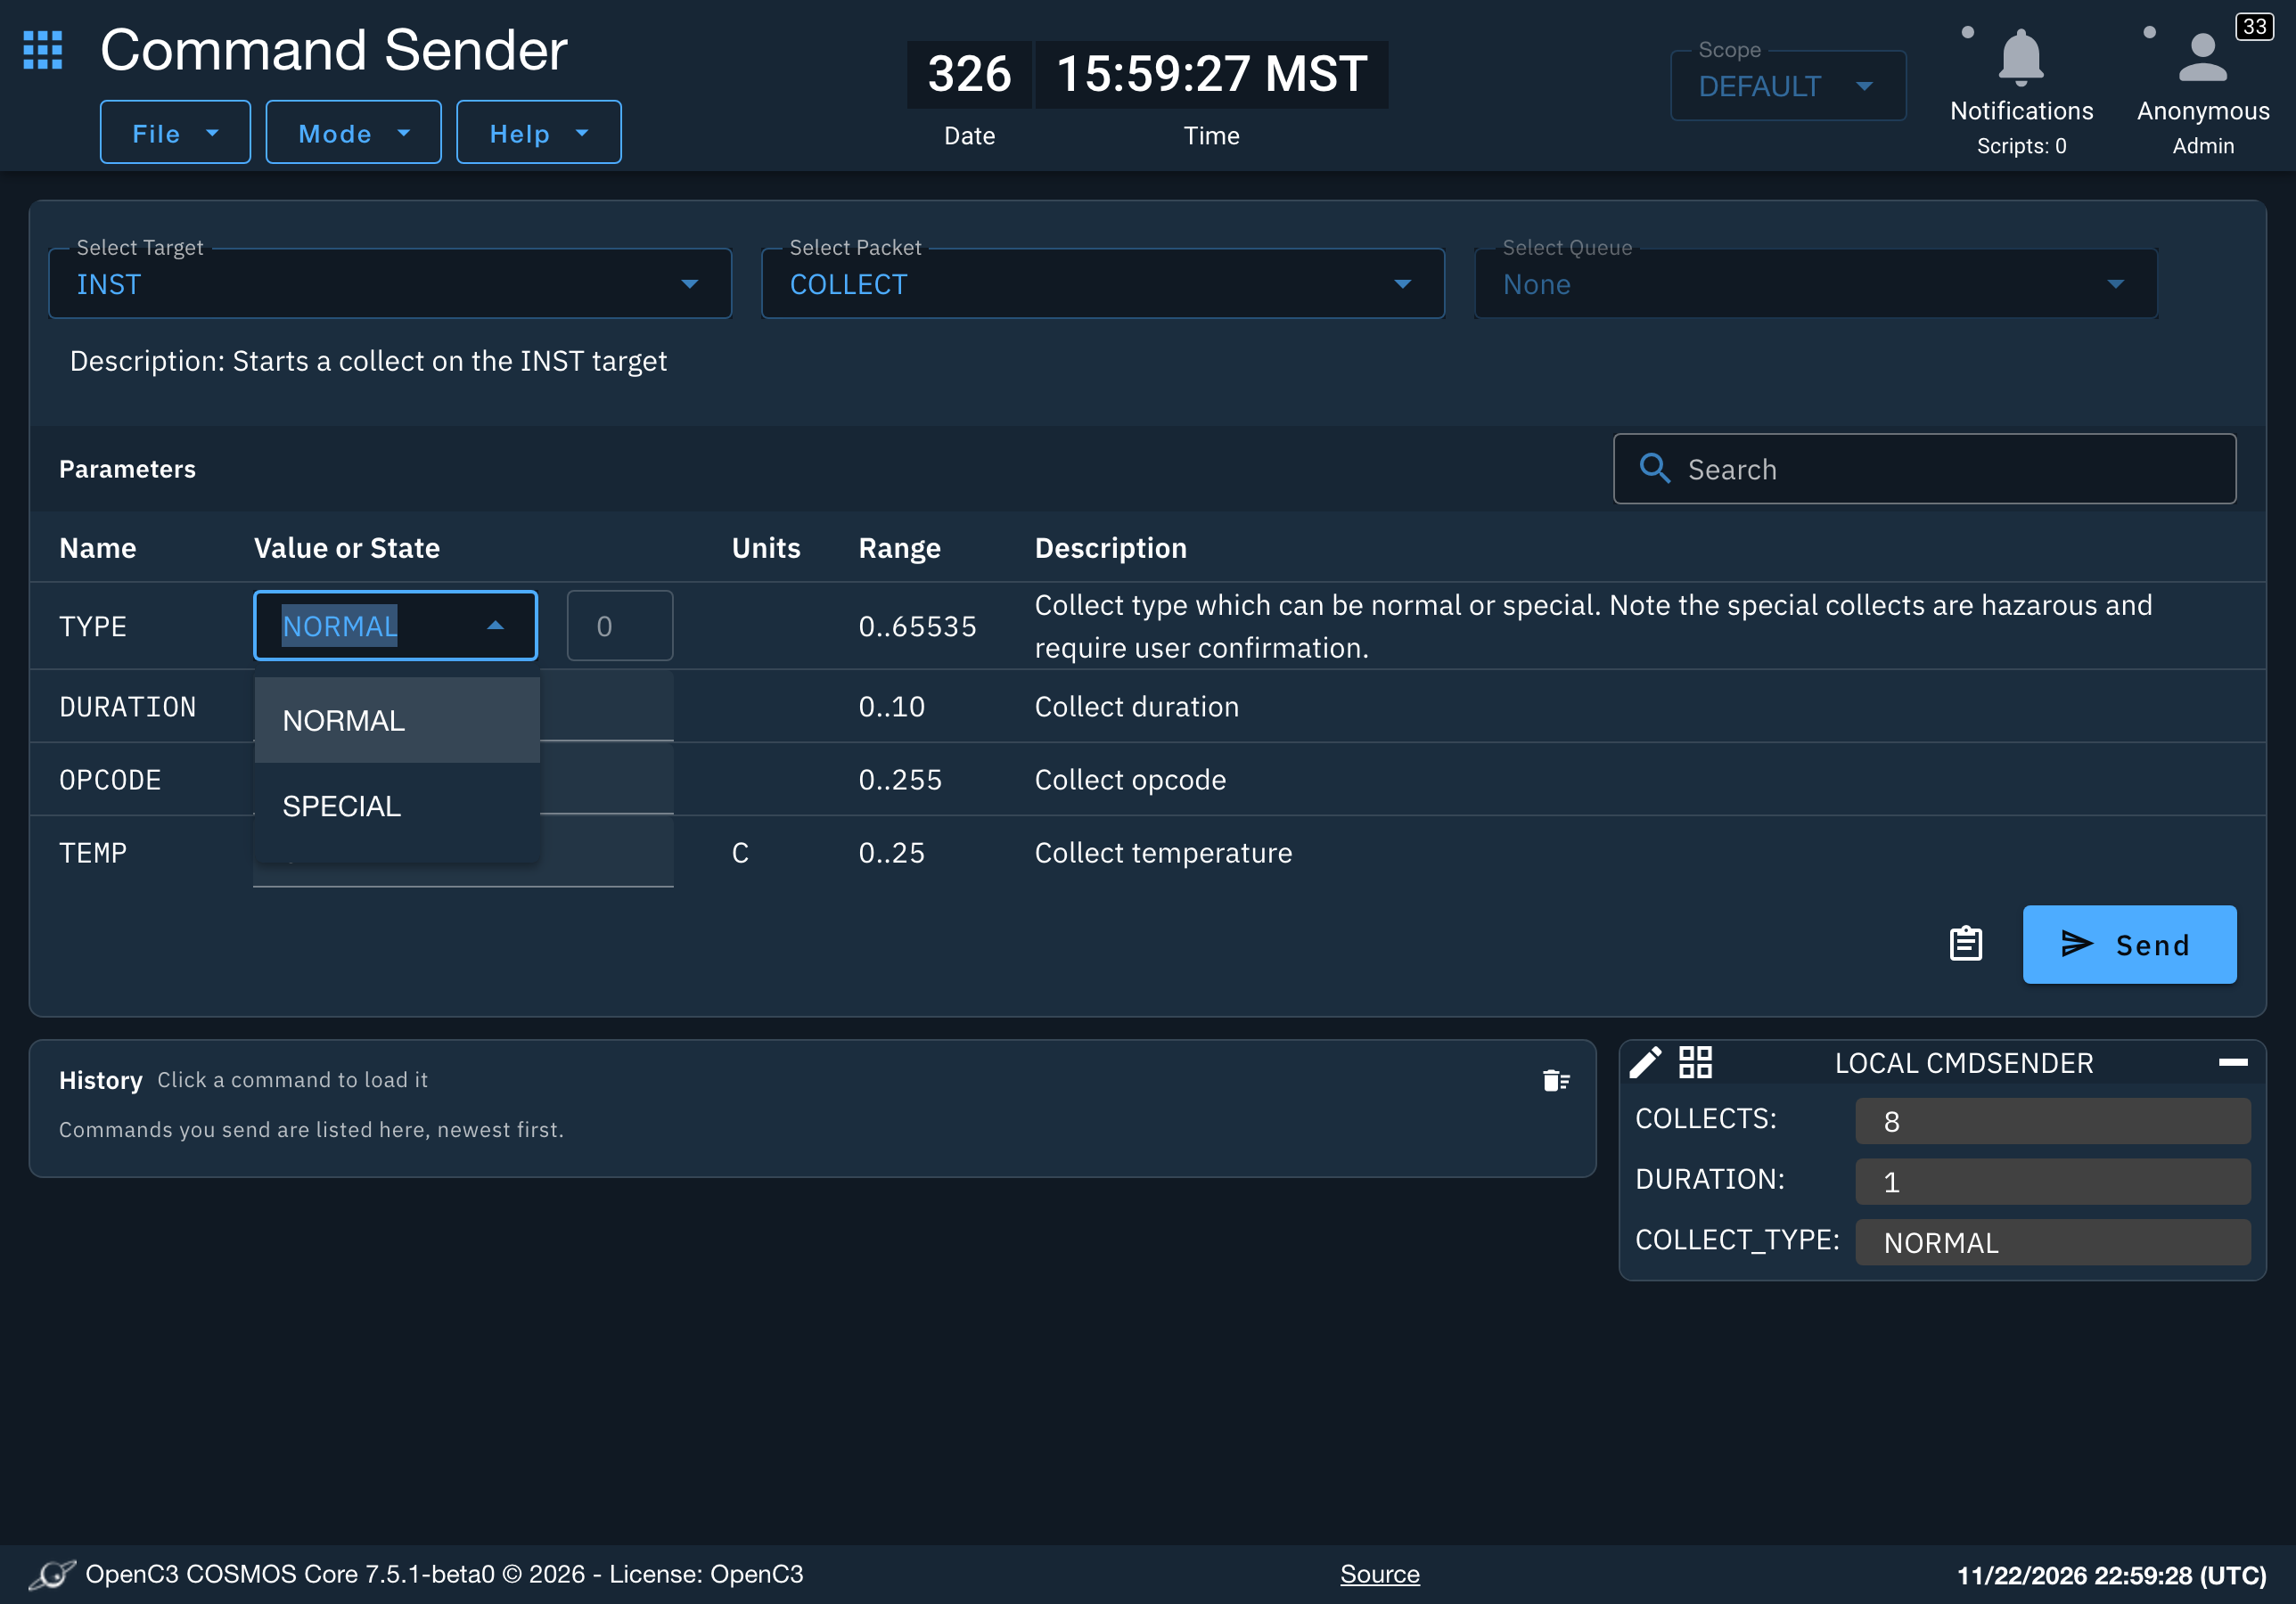 Command Sender
File
Mode
Help
326
15:59:27 MST
Date
Time
Scope
DEFAULT
Notifications
Scripts: 0
33
Anonymous
Admin
Select Target
INST
Select Packet
COLLECT
Select Queue
None
Description: Starts a collect on the INST target
Parameters
Search
Name
Value or State
Units
Range
Description
TYPE
NORMAL
0
0..65535
Collect type which can be normal or special. Note the special collects are hazarous and
require user confirmation.
NORMAL
SPECIAL
DURATION
0..10
Collect duration
OPCODE
0..255
Collect opcode
TEMP
C
0..25
Collect temperature
Send
History Click a command to load it
Commands you send are listed here, newest first.
LOCAL CMDSENDER
COLLECTS:
8
DURATION:
1
COLLECT_TYPE:
NORMAL
OpenC3 COSMOS Core 7.5.1-beta0 © 2026 - License: OpenC3
Source
11/22/2026 22:59:28 (UTC)